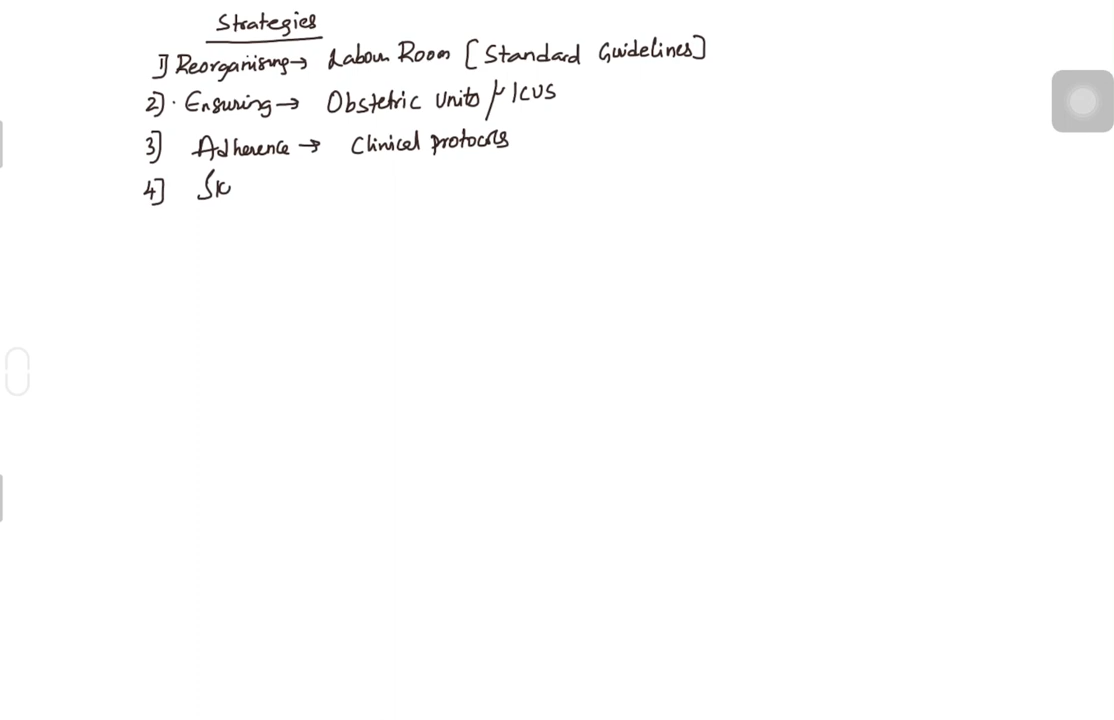 Strategies
1] Reorganising → Labour Room [Standard Guidelines]
2]. Ensuring → Obstetric Units / ICUS
3] Adherence → Clinical protocols
4] Sk